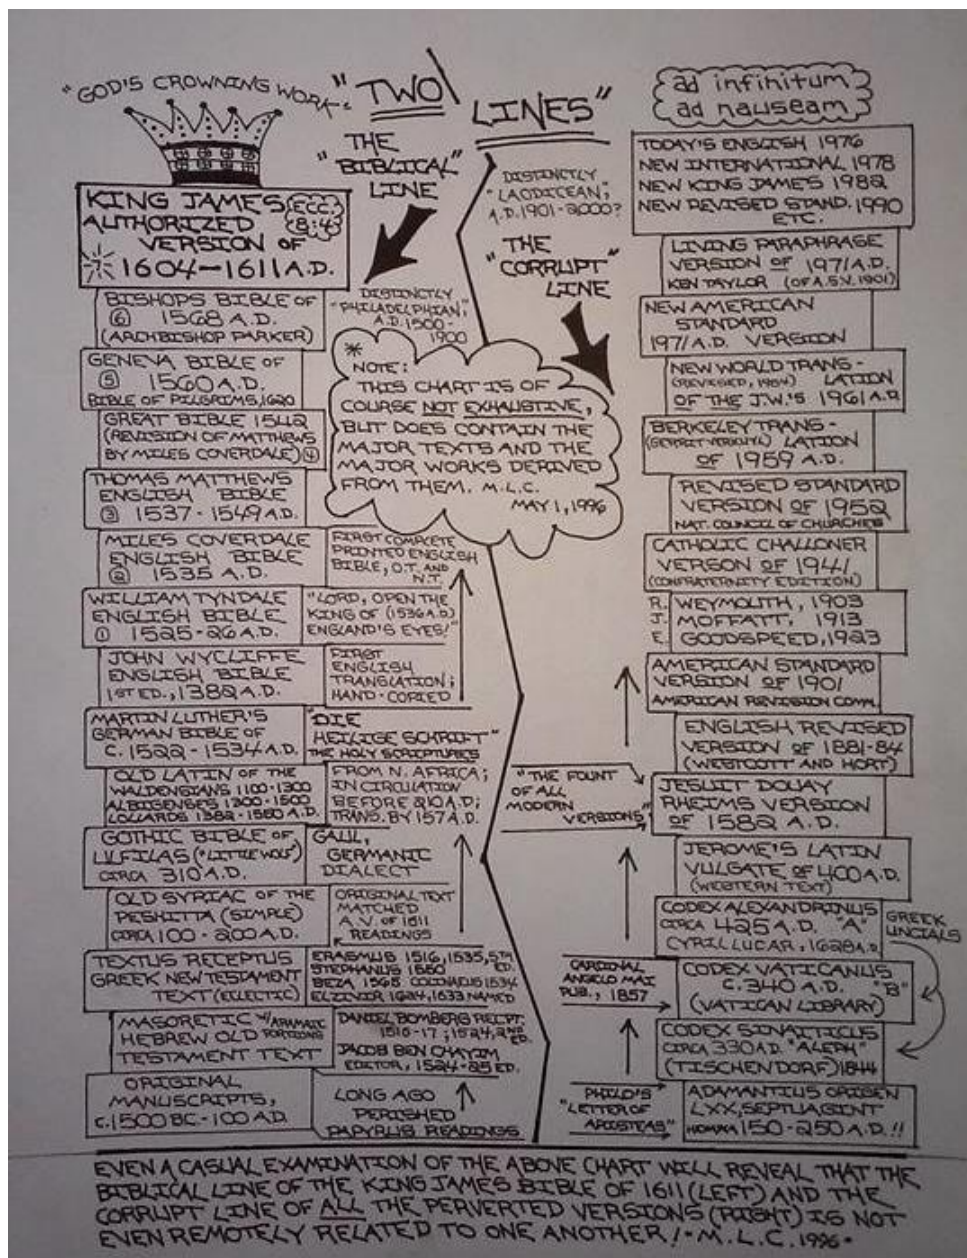 "GOD'S CROWNING WORK"
"TWO
LINES"
THE
"BIBLICAL"
LINE
KING JAMES
AUTHORIZED
VERSION OF
1604-1611 A.D.
ECC.
8:4
7
DISTINCTLY
"PHILADELPHIAN;"
A.D. 1500-
1900
BISHOPS BIBLE OF
⑥ 1568 A.D.
(ARCHBISHOP PARKER)
GENEVA BIBLE OF
⑤ 1560 A.D.
BIBLE OF PILGRIMS, 1620
GREAT BIBLE 1542
(REVISION OF MATTHEWS
BY MILES COVERDALE) ④
THOMAS MATTHEWS
ENGLISH BIBLE
③ 1537-1549 A.D.
MILES COVERDALE
ENGLISH BIBLE
② 1535 A.D.
FIRST COMPLETE
PRINTED ENGLISH
BIBLE, O.T. AND
N.T.
WILLIAM TYNDALE
ENGLISH BIBLE
① 1525-26 A.D.
"LORD, OPEN THE
KING OF (1536 A.D.)
ENGLAND'S EYES!"
JOHN WYCLIFFE
ENGLISH BIBLE
1ST ED., 1382 A.D.
FIRST
ENGLISH
TRANSLATION;
HAND-COPIED
MARTIN LUTHER'S
GERMAN BIBLE OF
C. 1522-1534 A.D.
"DIE
HEILIGE SCHRIFT"
THE HOLY SCRIPTURES
OLD LATIN OF THE
WALDENSIANS 1100-1300
ALBIGENSES 1300-1500
LOLLARDS 1382-1550 A.D.
FROM N. AFRICA;
IN CIRCULATION
BEFORE 210 A.D;
TRANS. BY 157 A.D.
GOTHIC BIBLE OF
ULFILAS ("LITTLE WOLF")
CIRCA 310 A.D.
GAUL,
GERMANIC
DIALECT
OLD SYRIAC OF THE
PESHITTA (SIMPLE)
CIRCA 100-200 A.D.
ORIGINAL TEXT
MATCHED
A.V. OF 1611
READINGS
TEXTUS RECEPTUS
GREEK NEW TESTAMENT
TEXT (ECLECTIC)
ERASMUS 1516, 1535, 5TH ED.
STEPHANUS 1550
BEZA 1565 COLINAEUS 1534
ELZIVIR 1624, 1633 NAMED
MASORETIC W/ARAMAIC PORTIONS
HEBREW OLD
TESTAMENT TEXT
DANIEL BOMBERG RECPT.
1516-17; 1524, 2ND ED.
JACOB BEN CHAYIM
EDITOR, 1524-25 ED.
ORIGINAL
MANUSCRIPTS,
C. 1500 BC-100 A.D.
LONG AGO
PERISHED
PAPYRUS READINGS
*
NOTE:
THIS CHART IS OF
COURSE NOT EXHAUSTIVE,
BUT DOES CONTAIN THE
MAJOR TEXTS AND THE
MAJOR WORKS DERIVED
FROM THEM. M.L.C.
MAY 1, 1996
DISTINCTLY
"LAODICEAN;"
A.D. 1901-2000?
THE
"CORRUPT"
LINE
ad infinitum
ad nauseam
TODAY'S ENGLISH 1976
NEW INTERNATIONAL 1978
NEW KING JAMES 1982
NEW REVISED STAND. 1990
ETC.
LIVING PARAPHRASE
VERSION OF 1971 A.D.
KEN TAYLOR (OF A.S.V. 1901)
NEW AMERICAN
STANDARD
1971 A.D. VERSION
NEW WORLD TRANS-
(REVISED, 1984) LATION
OF THE J.W.'S 1961 A.D.
BERKELEY TRANS-
(GERRIT VERKUYL) LATION
OF 1959 A.D.
REVISED STANDARD
VERSION OF 1952
NAT. COUNCIL OF CHURCHES
CATHOLIC CHALLONER
VERSON OF 1941
(CONFRATERNITY EDITION)
R. WEYMOUTH, 1903
J. MOFFATT, 1913
E. GOODSPEED, 1923
AMERICAN STANDARD
VERSION OF 1901
AMERICAN REVISION COMM.
ENGLISH REVISED
VERSION OF 1881-84
(WESTCOTT AND HORT)
"THE FOUNT
OF ALL
MODERN
VERSIONS"
JESUIT DOUAY
RHEIMS VERSION
OF 1582 A.D.
JEROME'S LATIN
VULGATE OF 400 A.D.
(WESTERN TEXT)
CODEX ALEXANDRINUS
CIRCA 425 A.D. "A"
CYRIL LUCAR, 1628 A.D.
GREEK
UNCIALS
CARDINAL
ANGELO MAI
PUB., 1857
CODEX VATICANUS
C. 340 A.D. "B"
(VATICAN LIBRARY)
CODEX SINAITICUS
CIRCA 330 A.D. "ALEPH"
(TISCHENDORF) 1844
PHILO'S
"LETTER OF
ARISTEAS"
ADAMANTIUS ORIGEN
LXX, SEPTUAGINT
150-250 A.D.!!
EVEN A CASUAL EXAMINATION OF THE ABOVE CHART WILL REVEAL THAT THE
BIBLICAL LINE OF THE KING JAMES BIBLE OF 1611 (LEFT) AND THE
CORRUPT LINE OF ALL THE PERVERTED VERSIONS (RIGHT) IS NOT
EVEN REMOTELY RELATED TO ONE ANOTHER! - M.L.C. 1996-